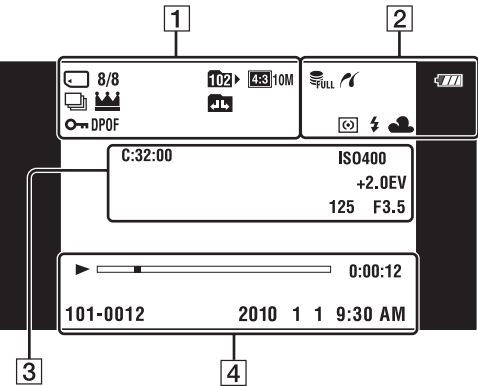 1 2
8/8 102 4:3 10M FULL
DPOF
C:32:00 ISO400
+2.0EV
125 F3.5
0:00:12
101-0012 2010 1 1 9:30 AM
3 4